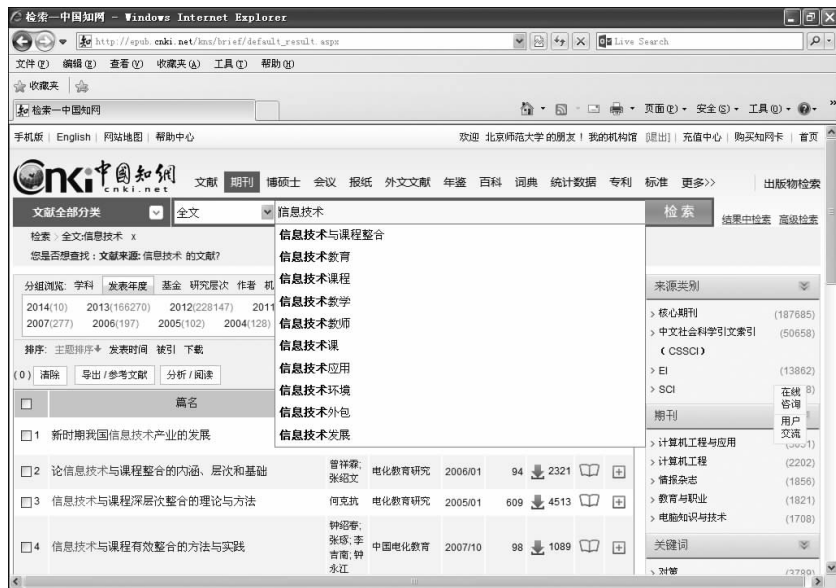 检索—中国知网 - Windows Internet Explorer
http://epub.cnki.net/kns/brief/default_result.aspx
Live Search
文件(F) 编辑(E) 查看(V) 收藏夹(A) 工具(T) 帮助(H)
收藏夹
检索—中国知网
页面(P) 安全(S) 工具(O)
手机版 | English | 网站地图 | 帮助中心
欢迎 北京师范大学 的朋友！ 我的机构馆 [退出] | 充值中心 | 购买知网卡 | 首页
Cnki中国知网
cnki.net
文献 期刊 博硕士 会议 报纸 外文文献 年鉴 百科 词典 统计数据 专利 标准 更多>> 出版物检索
文献全部分类 全文 信息技术 检索 结果中检索 高级检索
检索 > 全文:信息技术 x
您是否想查找：文献来源:信息技术 的文献?
信息技术与课程整合
信息技术教育
信息技术课程
信息技术教学
信息技术教师
信息技术课
信息技术应用
信息技术环境
信息技术外包
信息技术发展
分组浏览: 学科 发表年度 基金 研究层次 作者 机
2014(10) 2013(166270) 2012(228147) 2011
2007(277) 2006(197) 2005(102) 2004(128)
排序: 主题排序 发表时间 被引 下载
(0) 清除 导出/参考文献 分析/阅读
篇名
1 新时期我国信息技术产业的发展
2 论信息技术与课程整合的内涵、层次和基础 曾祥霖; 张绍文 电化教育研究 2006/01 94 2321
3 信息技术与课程深层次整合的理论与方法 何克抗 电化教育研究 2005/01 609 4513
4 信息技术与课程有效整合的方法与实践 钟绍春; 张琢; 李吉南; 钟永江 中国电化教育 2007/10 98 1089
来源类别
> 核心期刊 (187685)
> 中文社会科学引文索引 (50658)
(CSSCI)
> EI (13862)
> SCI
期刊
> 计算机工程与应用
> 计算机工程 (2202)
> 情报杂志 (1856)
> 教育与职业 (1821)
> 电脑知识与技术 (1708)
关键词
> 对策 (3789)
在线
咨询
用户
交流